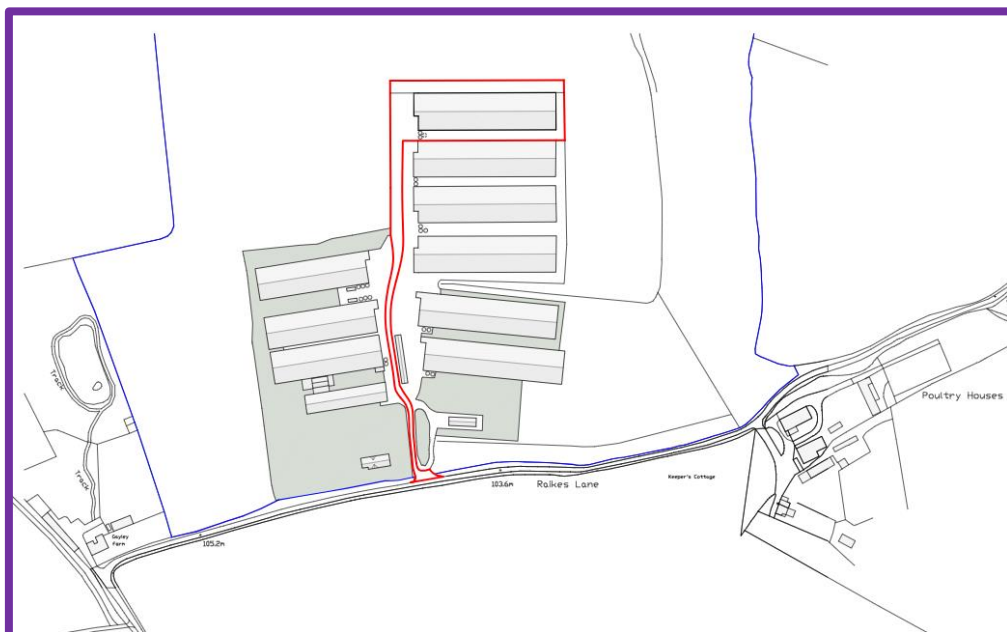 Track
Poultry Houses
Track
Keeper's Cottage
103.6m
Raikes Lane
105.2m